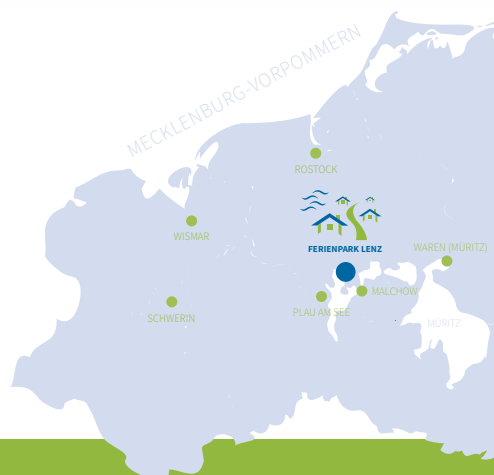 MECKLENBURG-VORPOMMERN
ROSTOCK
WISMAR
FERIENPARK LENZ
WAREN (MÜRITZ)
MALCHOW
PLAU AM SEE
SCHWERIN
MÜRITZ